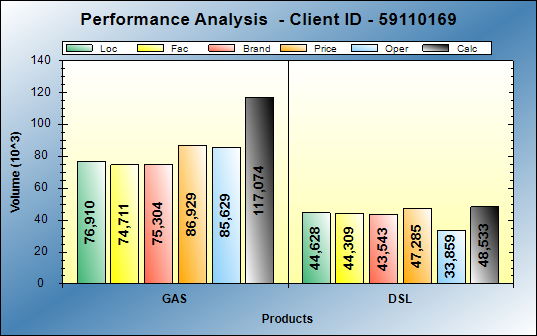 Performance Analysis - Client ID - 59110169
Loc Fac Brand Price Oper Calc
Volume (10^3)
140
120
100
80
60
40
20
0
76,910 74,711 75,304 86,929 85,629 117,074
44,628 44,309 43,543 47,285 33,859 48,533
GAS DSL
Products